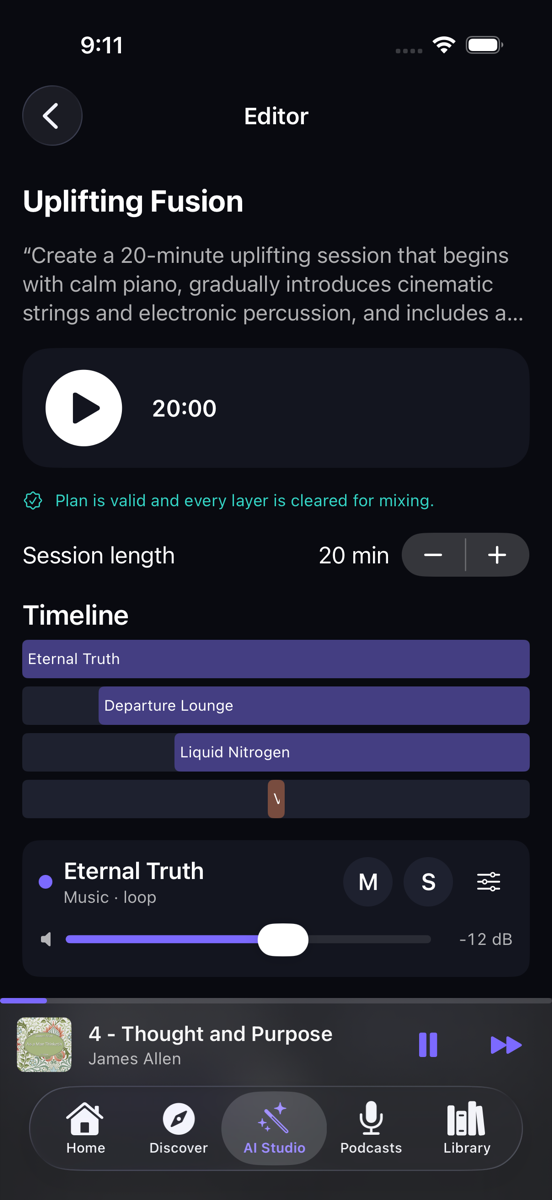 9:11
Editor
Uplifting Fusion
“Create a 20-minute uplifting session that begins
with calm piano, gradually introduces cinematic
strings and electronic percussion, and includes a...
20:00
Plan is valid and every layer is cleared for mixing.
Session length
20 min
Timeline
Eternal Truth
Departure Lounge
Liquid Nitrogen
Eternal Truth
Music · loop
M
S
-12 dB
4 - Thought and Purpose
James Allen
Home
Discover
AI Studio
Podcasts
Library